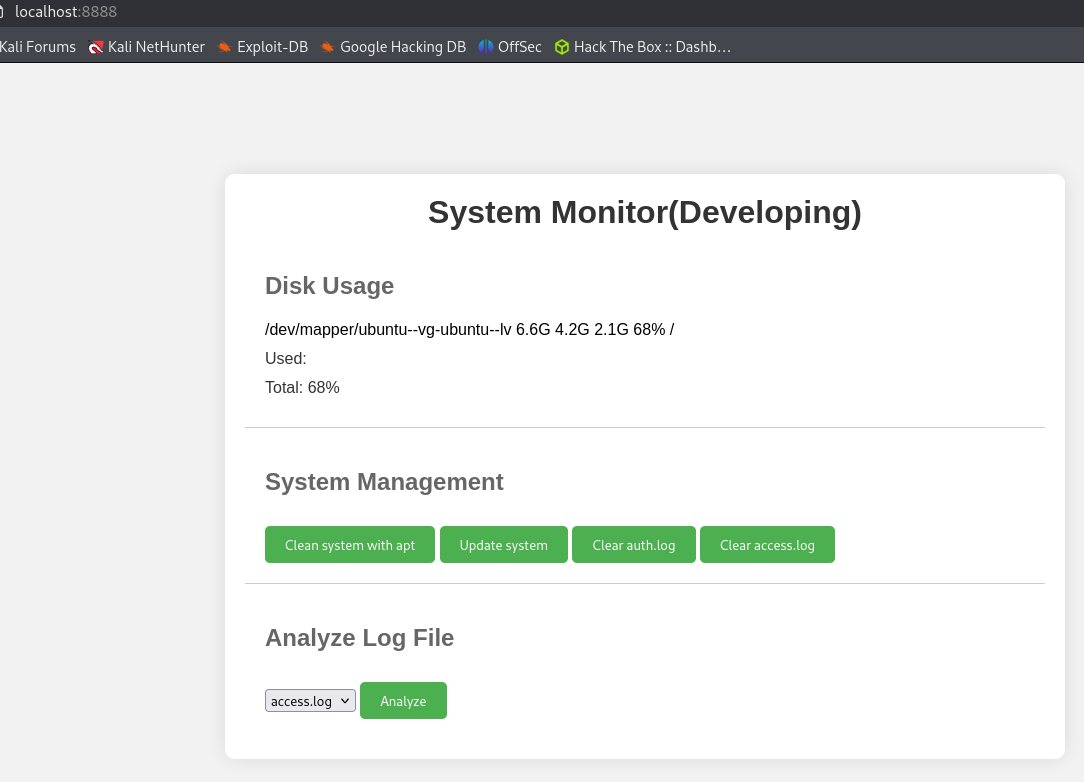 localhost:8888
Kali Forums Kali NetHunter Exploit-DB Google Hacking DB OffSec Hack The Box :: Dashb…
System Monitor(Developing)
Disk Usage
/dev/mapper/ubuntu--vg-ubuntu--lv 6.6G 4.2G 2.1G 68% /
Used:
Total: 68%
System Management
Clean system with apt Update system Clear auth.log Clear access.log
Analyze Log File
access.log Analyze